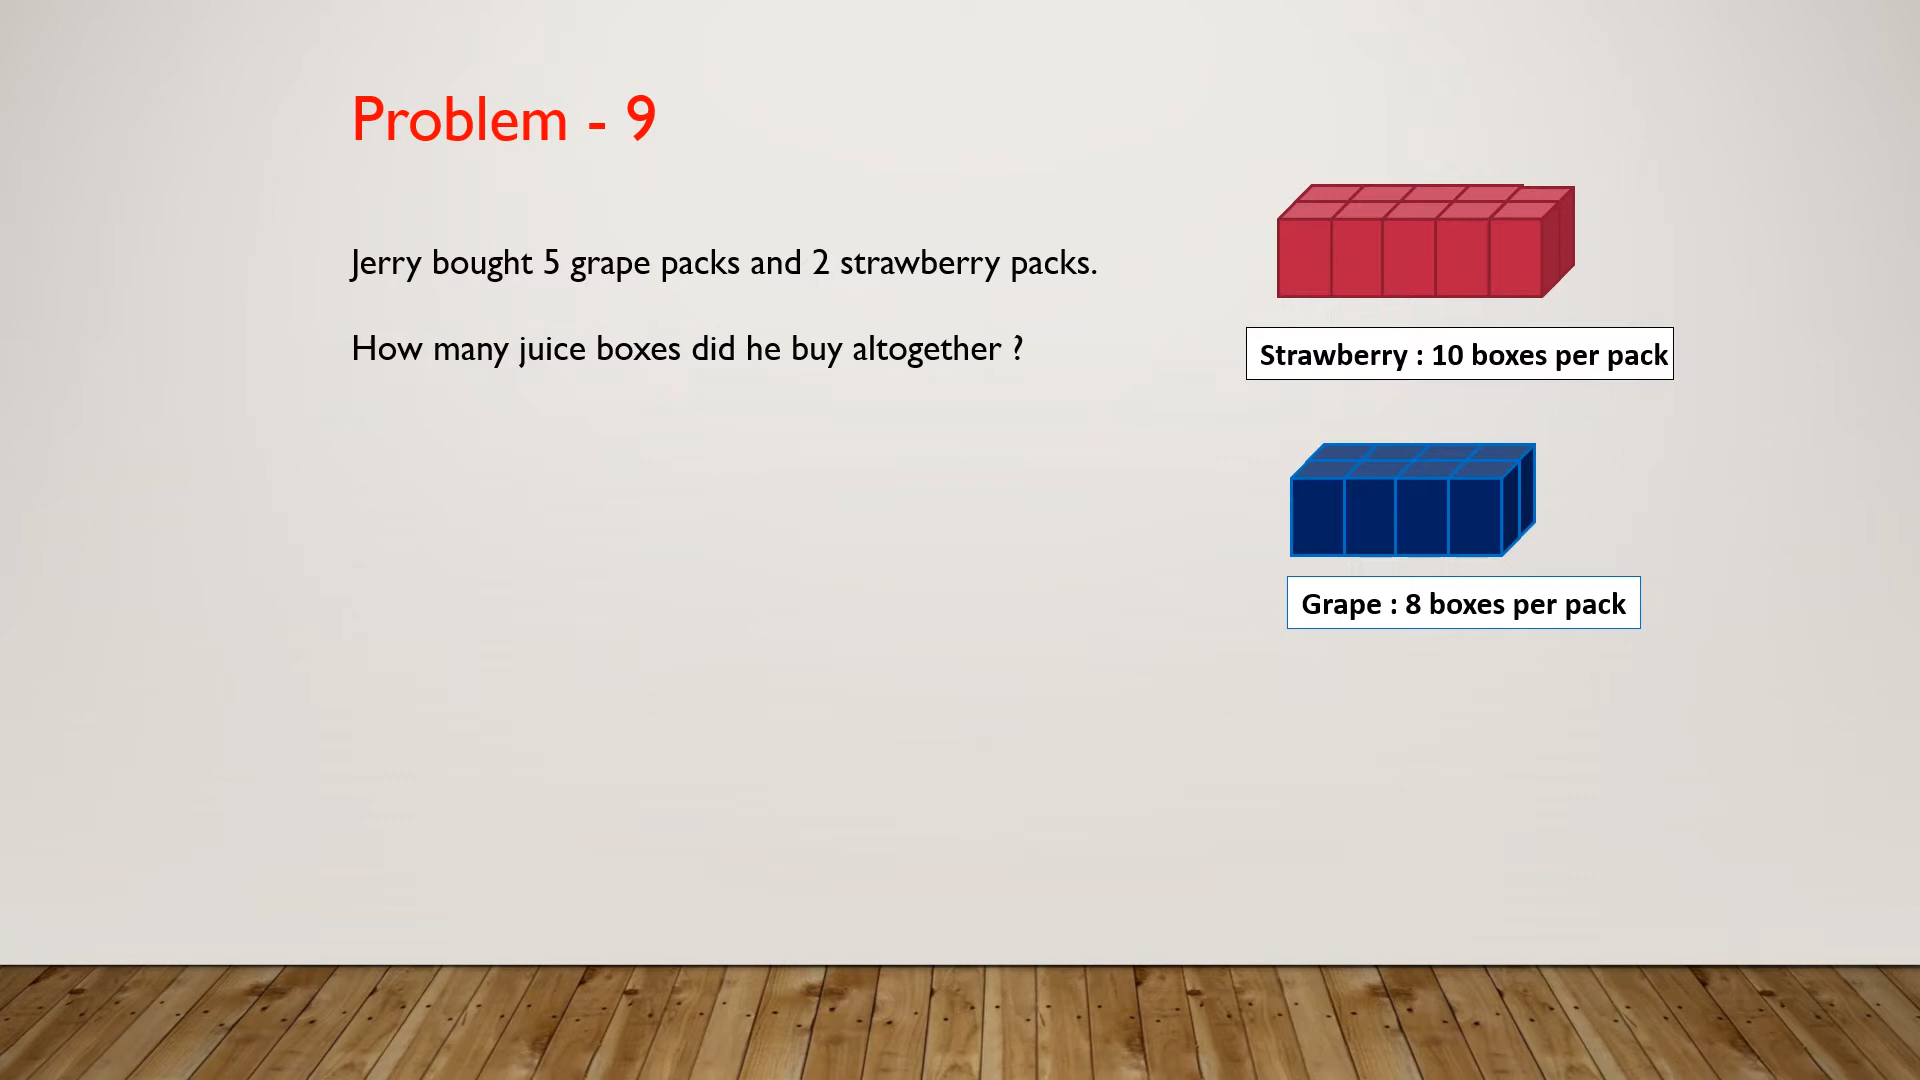 Problem - 9
Jerry bought 5 grape packs and 2 strawberry packs.
How many juice boxes did he buy altogether ?
Strawberry : 10 boxes per pack
Grape : 8 boxes per pack